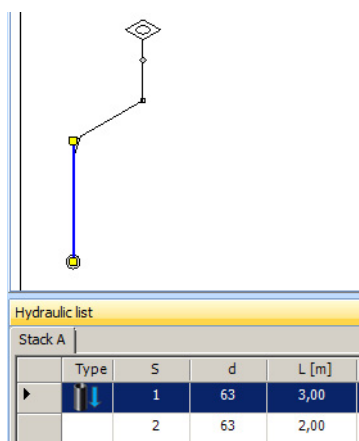 Hydraulic list
Stack A
Type S d L [m]
1 63 3,00
2 63 2,00